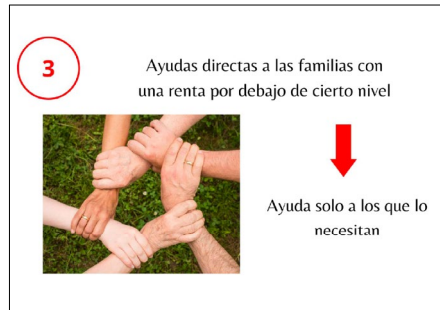 3
Ayudas directas a las familias con
una renta por debajo de cierto nivel
Ayuda solo a los que lo
necesitan